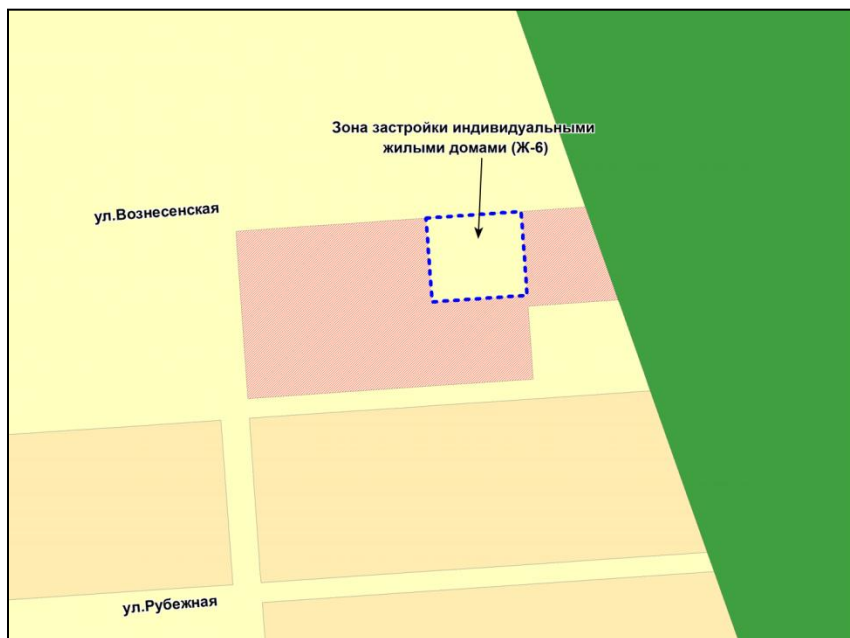 Зона застройки индивидуальными
жилыми домами (Ж-6)
ул.Вознесенская
ул.Рубежная